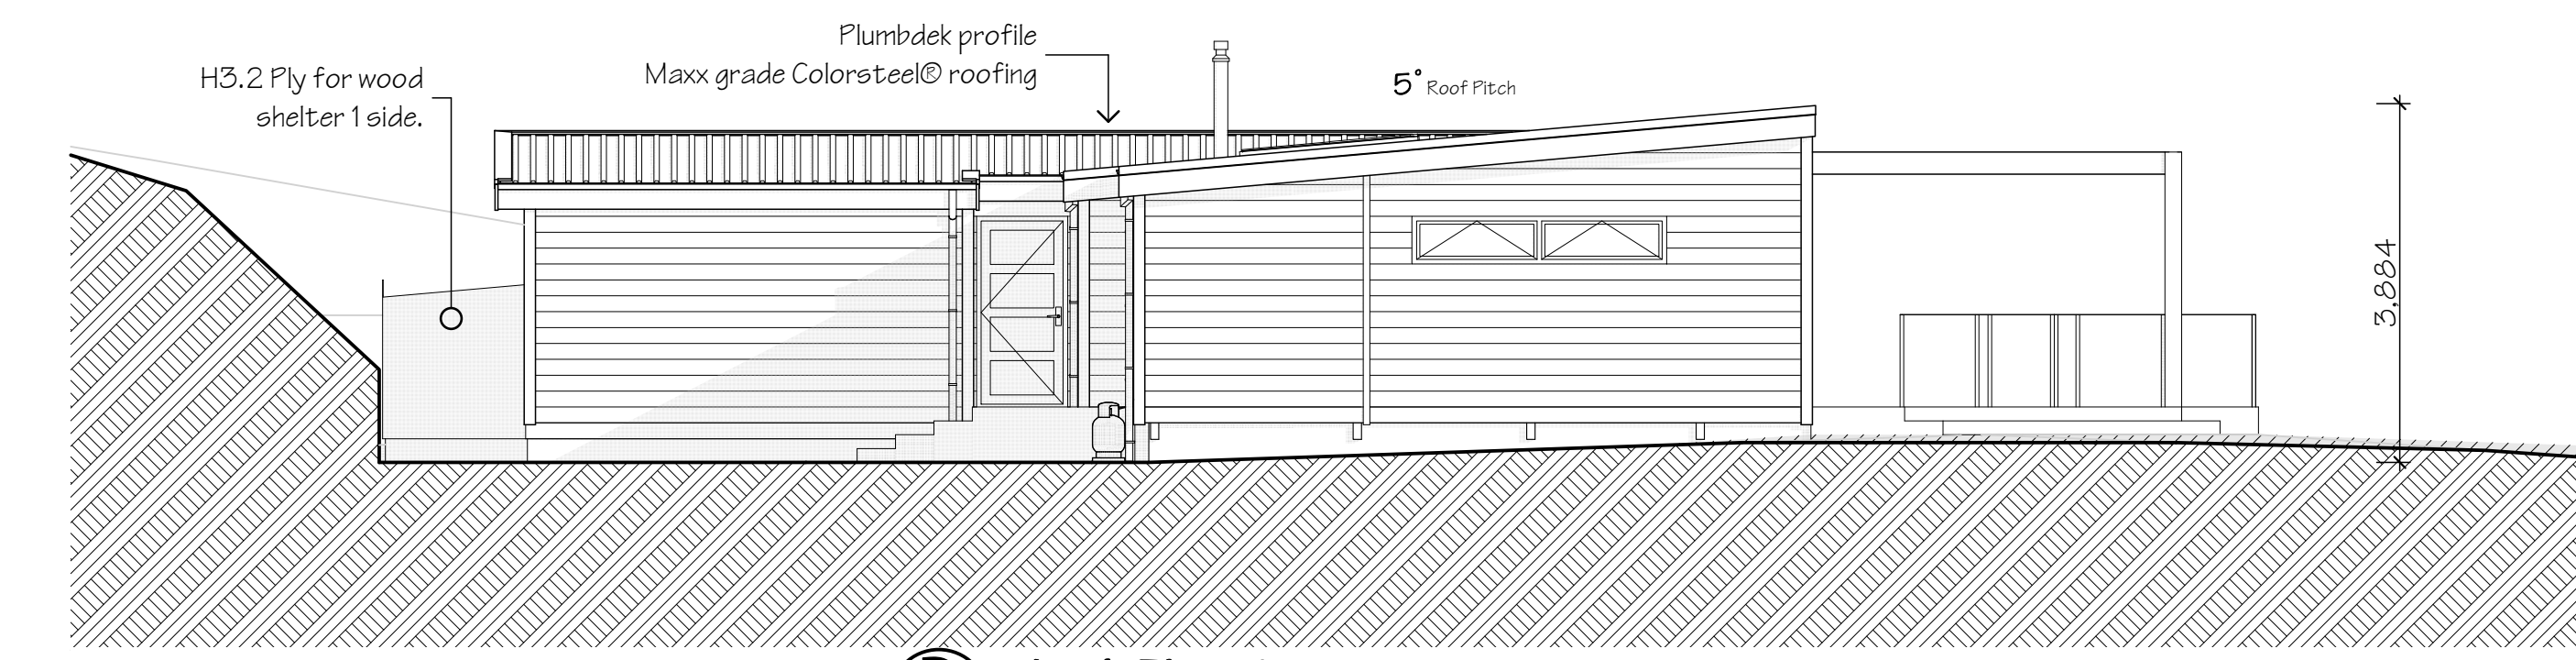 Plumbdek profile
Maxx grade Colorsteel® roofing
H3.2 Ply for wood
shelter 1 side.
5° Roof Pitch
3,884